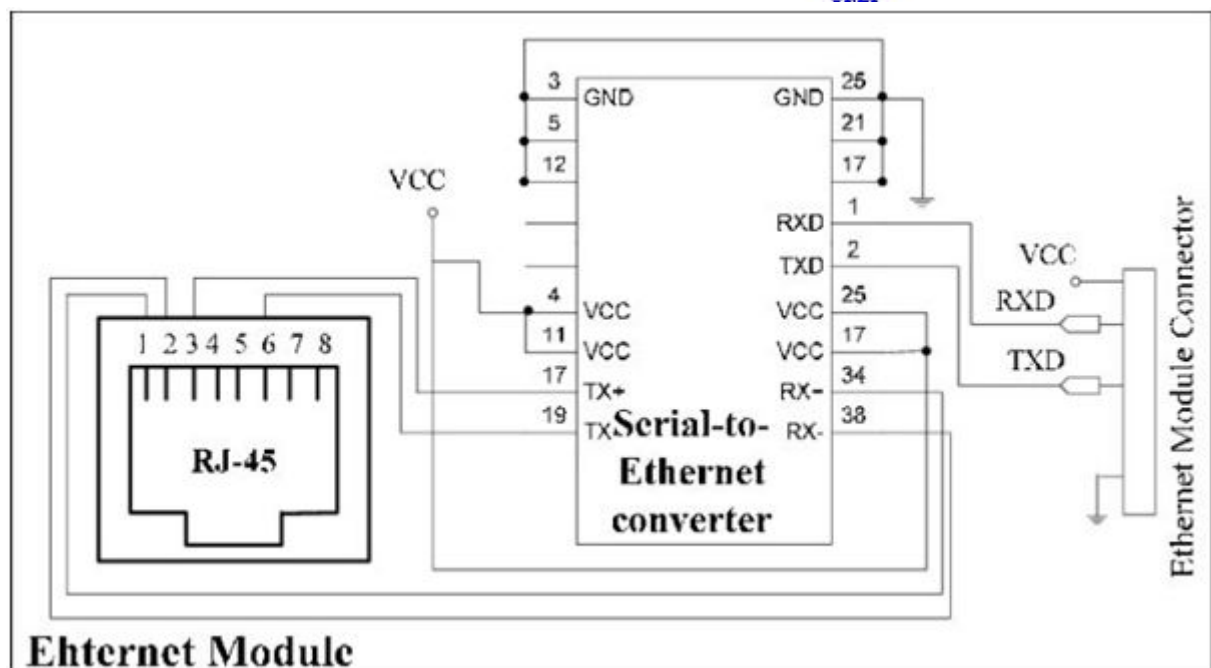 3
GND
5
12
GND
25
21
17
VCC
RXD
1
TXD
2
4
VCC
11
VCC
17
TX+
19
TX
VCC
25
VCC
17
RX-
34
RX-
38
Serial-to-
Ethernet
converter
1 2 3 4 5 6 7 8
RJ-45
VCC
RXD
TXD
Ethernet Module Connector
Ehternet Module